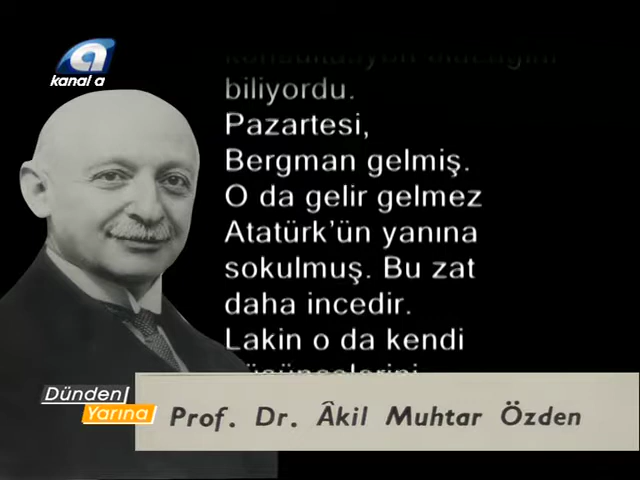 kanal a
biliyordu.
Pazartesi,
Bergman gelmiş.
O da gelir gelmez
Atatürk’ün yanına
sokulmuş. Bu zat
daha incedir.
Lakin o da kendi
Dünden
Yarına
Prof. Dr. Âkil Muhtar Özden